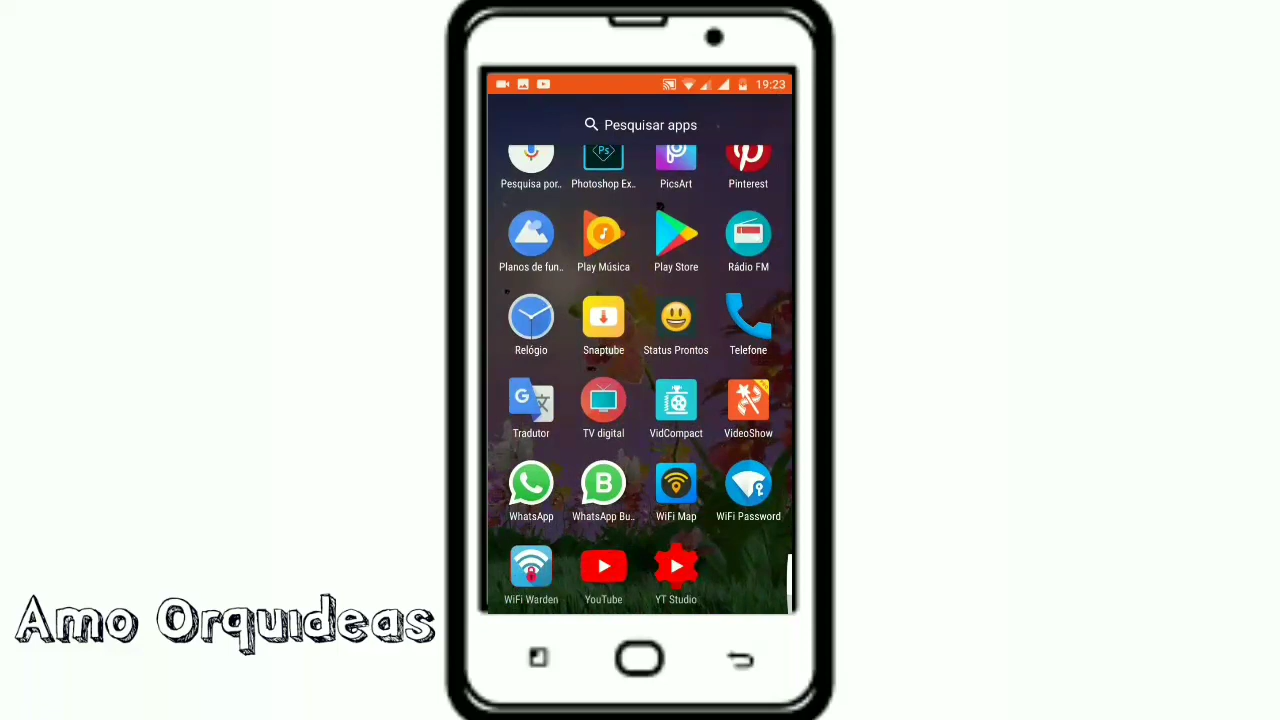 19:23
Pesquisar apps
Ps
Pesquisa por..
Photoshop Ex..
PicsArt
Pinterest
Planos de fun..
Play Música
Play Store
Rádio FM
Relógio
Snaptube
Status Prontos
Telefone
G
Tradutor
TV digital
VidCompact
VideoShow
B
WhatsApp
WhatsApp Bu..
WiFi Map
WiFi Password
WiFi Warden
YouTube
YT Studio
Amo Orquideas